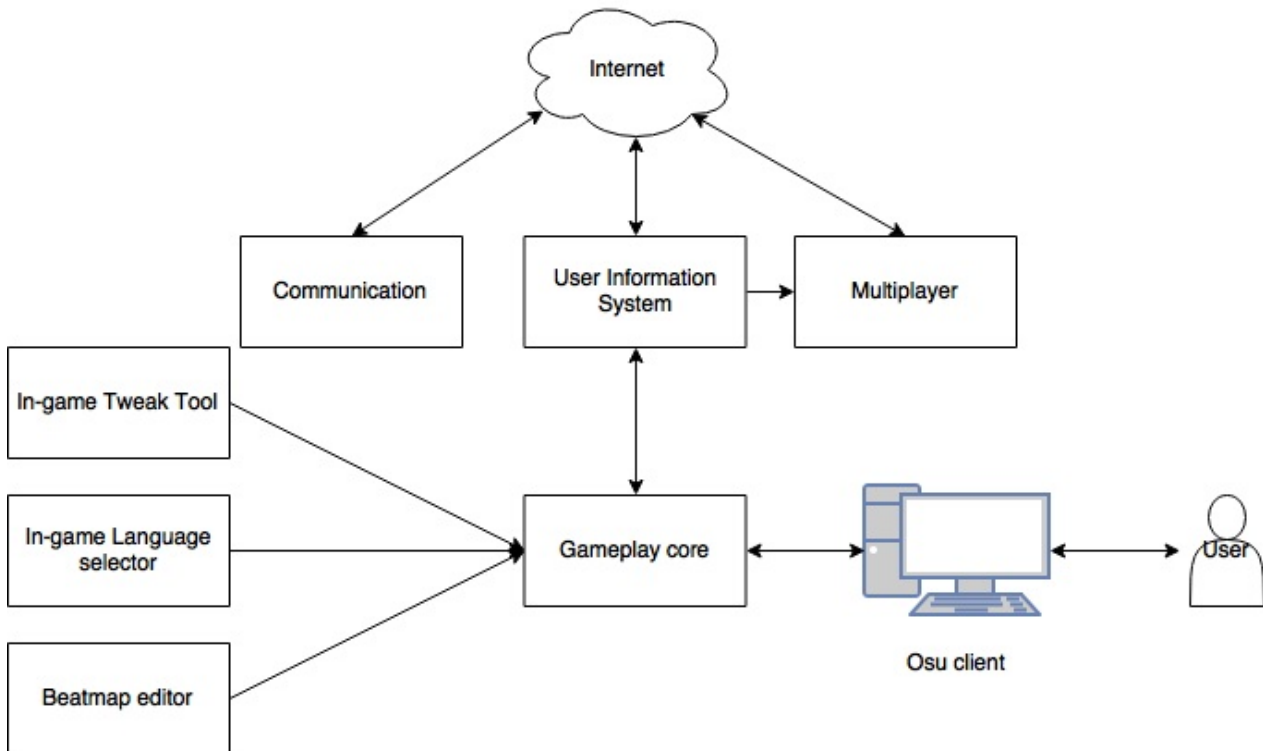 Internet
Communication
User Information
System
Multiplayer
In-game Tweak Tool
In-game Language
selector
Gameplay core
User
Beatmap editor
Osu client